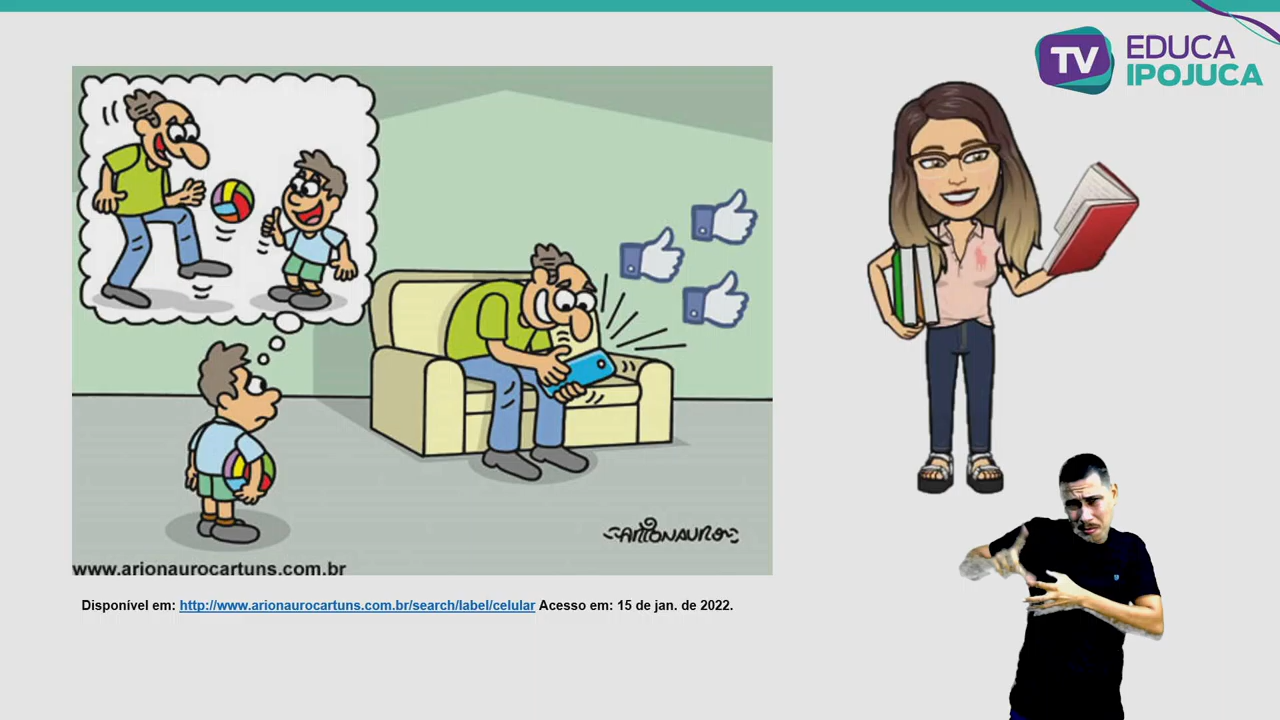 TV EDUCA
IPOJUCA
ARIONAURO
www.arionaurocartuns.com.br
Disponível em: http://www.arionaurocartuns.com.br/search/label/celular Acesso em: 15 de jan. de 2022.